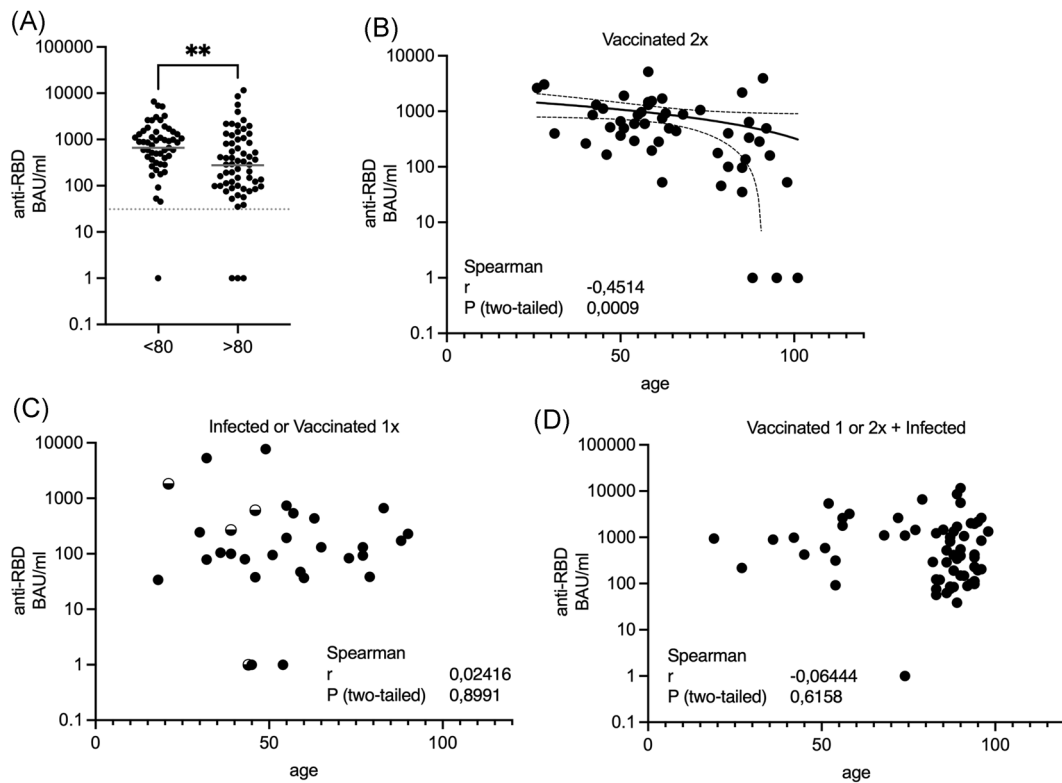 (A)
100000
10000
1000
100
10
1
0.1
anti-RBD
BAU/ml
**
<80
>80
(B)
Vaccinated 2x
10000
1000
100
10
1
0.1
anti-RBD
BAU/ml
Spearman
r -0,4514
P (two-tailed) 0,0009
0 50 100
age
(C)
Infected or Vaccinated 1x
10000
1000
100
10
1
0.1
anti-RBD
BAU/ml
Spearman
r 0,02416
P (two-tailed) 0,8991
0 50 100
age
(D)
Vaccinated 1 or 2x + Infected
100000
10000
1000
100
10
1
0.1
anti-RBD
BAU/ml
Spearman
r -0,06444
P (two-tailed) 0,6158
0 50 100
age